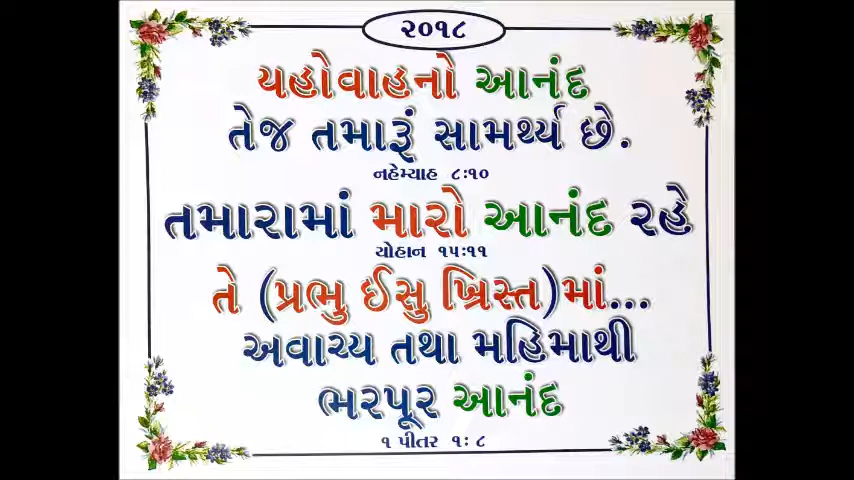 ૨૦૧૮
યહોવાહનો આનંદ
તેજ તમારૂં સામર્થ્ય છે.
નહેમ્યાહ ૮:૧૦
તમારામાં મારો આનંદ રહે
યોહાન ૧૫:૧૧
તે (પ્રભુ ઈસુ ખ્રિસ્ત)માં...
અવાચ્ય તથા મહિમાથી
ભરપૂર આનંદ
૧ પીતર ૧:૮